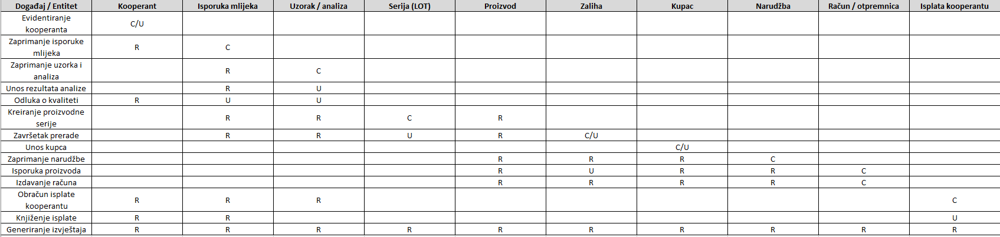 Događaj / Entitet Kooperant Isporuka mlijeka Uzorak / analiza Serija (LOT) Proizvod Zaliha Kupac Narudžba Račun / otpremnica Isplata kooperantu
Evidentiranje
kooperanta C/U
Zaprimanje isporuke
mlijeka R C
Zaprimanje uzorka i
analiza R C
Unos rezultata analize R U
Odluka o kvaliteti R U U
Kreiranje proizvodne
serije R R C R
Završetak prerade R R U R C/U
Unos kupca C/U
Zaprimanje narudžbe R R R C
Isporuka proizvoda R U R R C
Izdavanje računa R R R R C
Obračun isplate
kooperantu R R R C
Knjiženje isplate R R U
Generiranje izvještaja R R R R R R R R R R